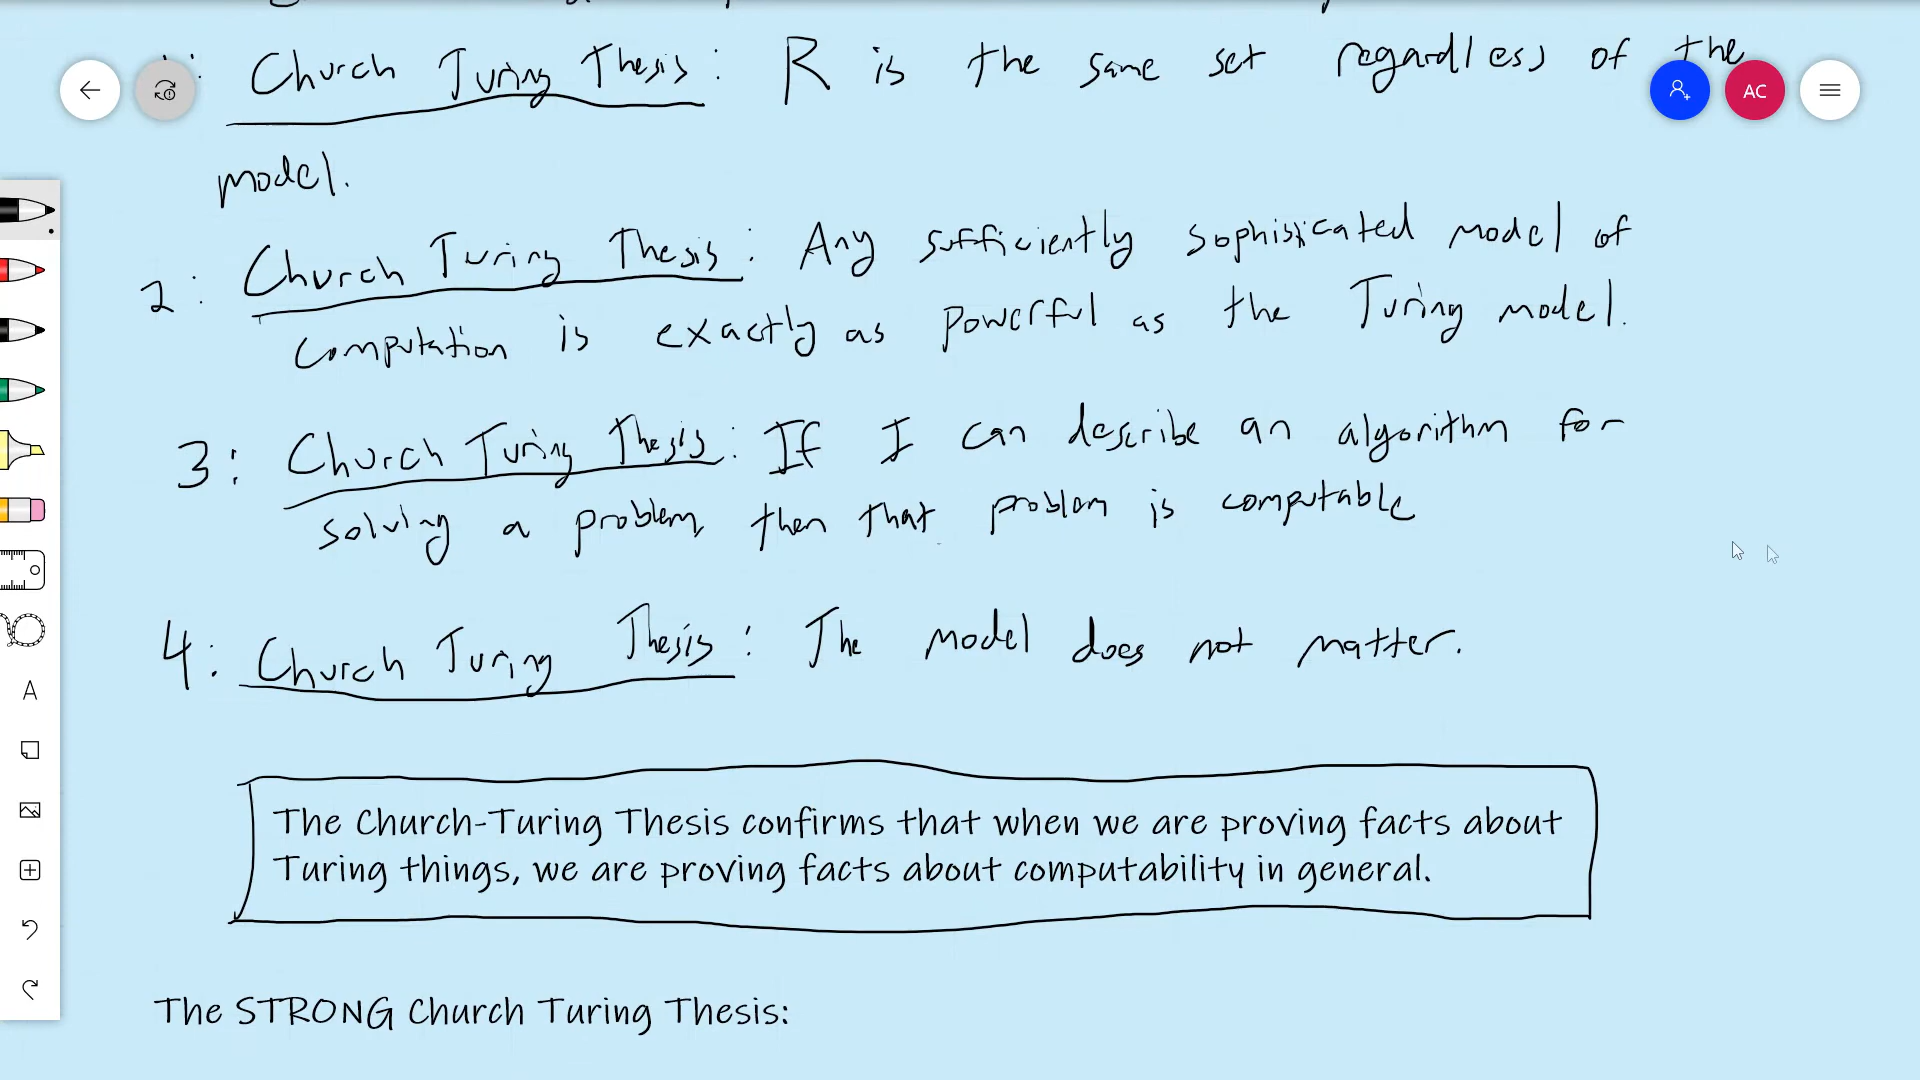 Church Turing Thesis: R is the same set regardless of the
AC
model.
2: Church Turing Thesis: Any sufficiently sophisticated model of
computation is exactly as powerful as the Turing model.
3: Church Turing Thesis: If I can describe an algorithm for
solving a problem, then that problem is computable
4: Church Turing Thesis: The model does not matter.
A
The Church-Turing Thesis confirms that when we are proving facts about
Turing things, we are proving facts about computability in general.
The STRONG Church Turing Thesis: